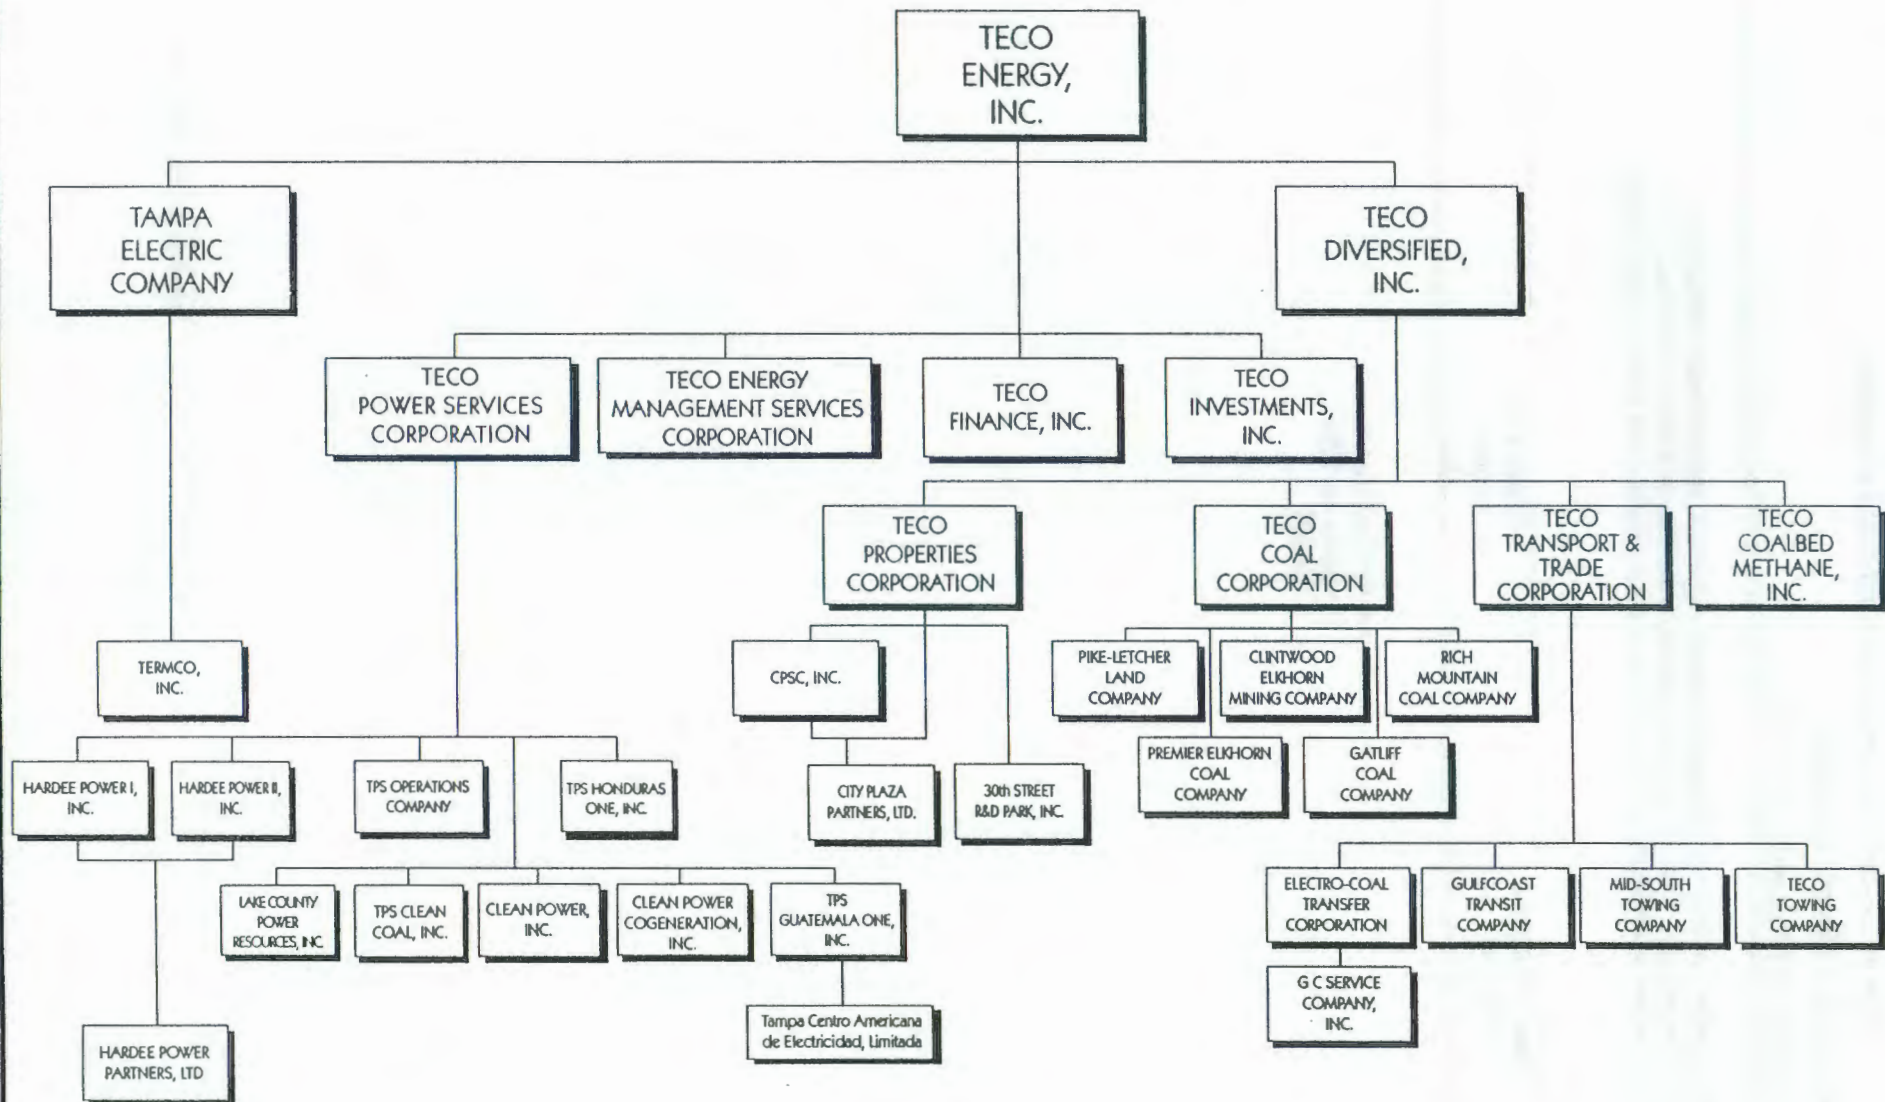 TECO
ENERGY,
INC.
TAMPA
ELECTRIC
COMPANY
TECO
DIVERSIFIED,
INC.
TECO
POWER SERVICES
CORPORATION
TECO ENERGY
MANAGEMENT SERVICES
CORPORATION
TECO
FINANCE, INC.
TECO
INVESTMENTS,
INC.
TECO
PROPERTIES
CORPORATION
TECO
COAL
CORPORATION
TECO
TRANSPORT &
TRADE
CORPORATION
TECO
COALBED
METHANE,
INC.
TERMCO,
INC.
CPSC, INC.
PIKE-LETCHER
LAND
COMPANY
CLINTWOOD
ELKHORN
MINING COMPANY
RICH
MOUNTAIN
COAL COMPANY
HARDEE POWER I,
INC.
HARDEE POWER II,
INC.
TPS OPERATIONS
COMPANY
TPS HONDURAS
ONE, INC.
CITY PLAZA
PARTNERS, LTD.
30th STREET
R&D PARK, INC.
PREMIER ELKHORN
COAL
COMPANY
GATLIFF
COAL
COMPANY
LAKE COUNTY
POWER
RESOURCES, INC.
TPS CLEAN
COAL, INC.
CLEAN POWER,
INC.
CLEAN POWER
COGENERATION,
INC.
TPS
GUATEMALA ONE,
INC.
ELECTRO-COAL
TRANSFER
CORPORATION
GULFCOAST
TRANSIT
COMPANY
MID-SOUTH
TOWING
COMPANY
TECO
TOWING
COMPANY
G C SERVICE
COMPANY,
INC.
Tampa Centro Americana
de Electricidad, Limitada
HARDEE POWER
PARTNERS, LTD